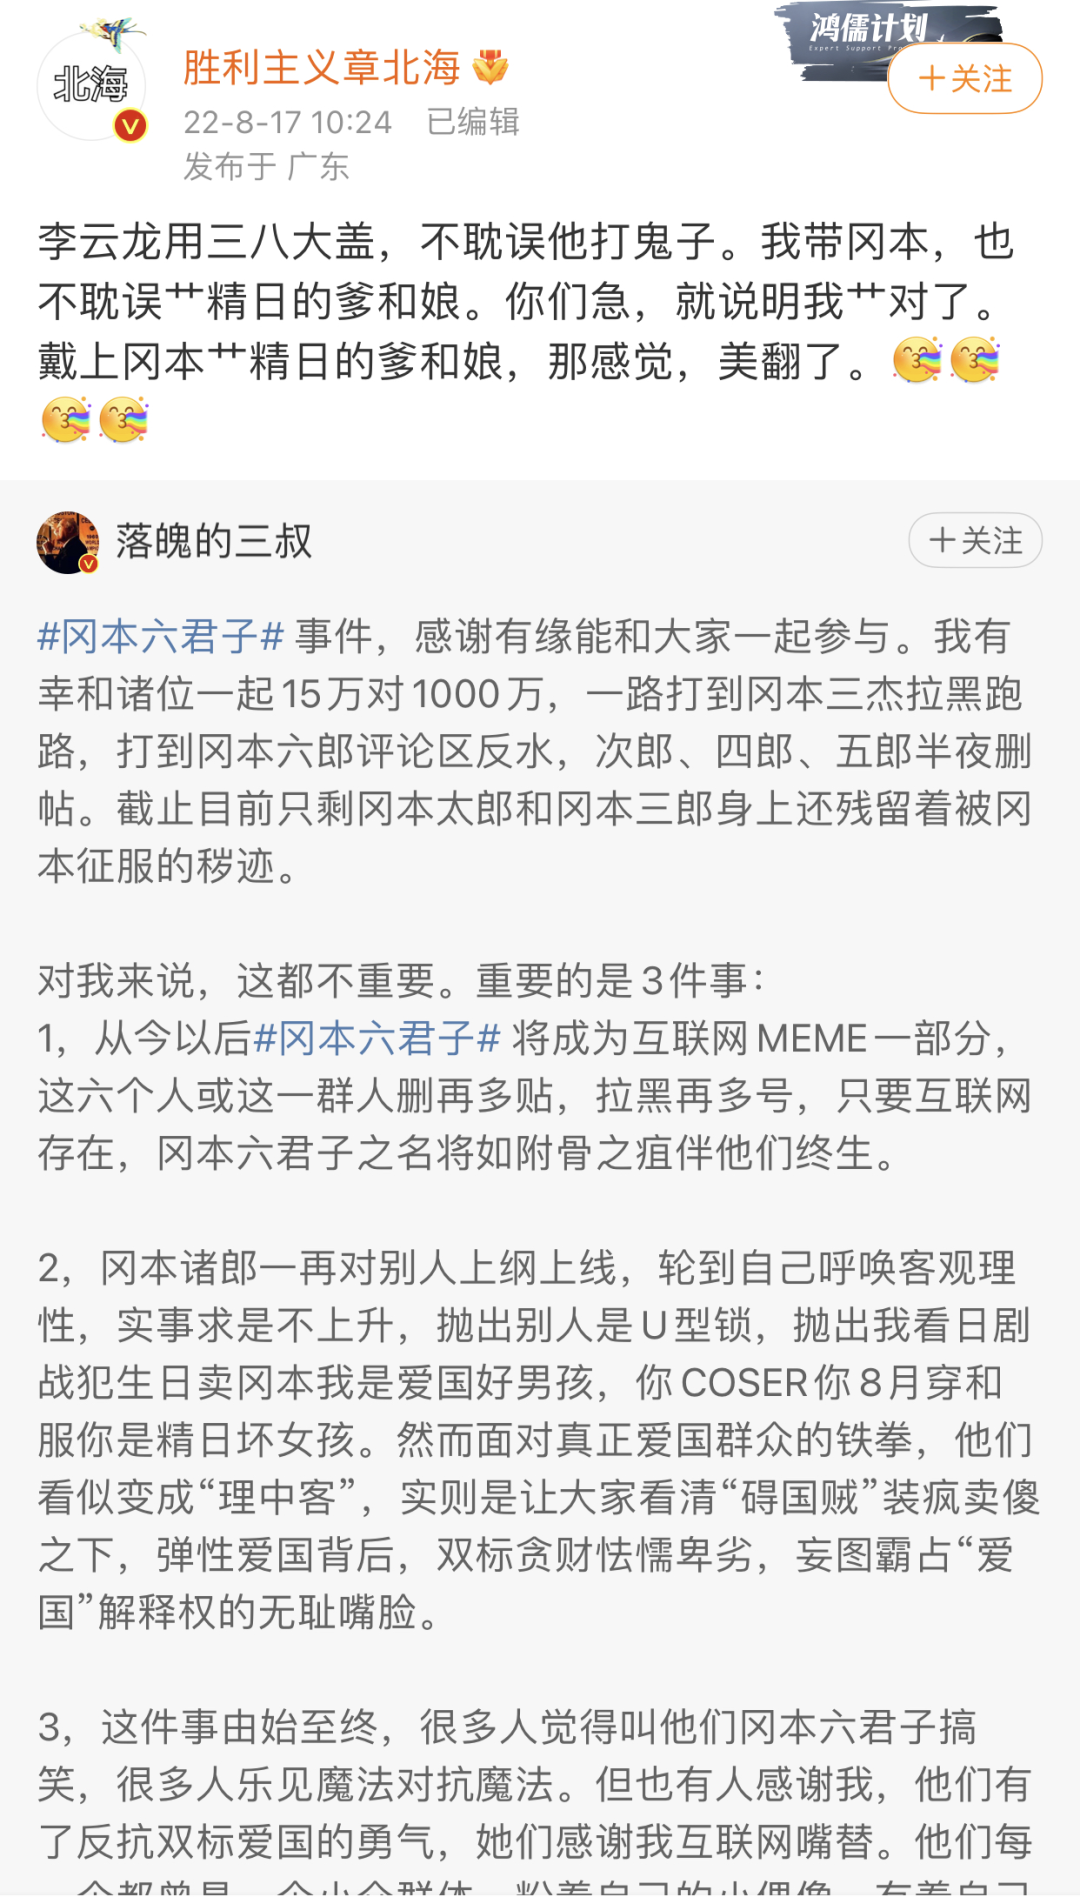 北海
胜利主义章北海
22-8-17 10:24 已编辑
发布于 广东
鸿儒计划
Expert Support Pro
+关注
李云龙用三八大盖，不耽误他打鬼子。我带冈本，也
不耽误艹精日的爹和娘。你们急，就说明我艹对了。
戴上冈本艹精日的爹和娘，那感觉，美翻了。
落魄的三叔
+关注
#冈本六君子# 事件，感谢有缘能和大家一起参与。我有
幸和诸位一起15万对1000万，一路打到冈本三杰拉黑跑
路，打到冈本六郎评论区反水，次郎、四郎、五郎半夜删
帖。截止目前只剩冈本太郎和冈本三郎身上还残留着被冈
本征服的秽迹。
对我来说，这都不重要。重要的是3件事：
1，从今以后#冈本六君子# 将成为互联网MEME一部分，
这六个人或这一群人删再多贴，拉黑再多号，只要互联网
存在，冈本六君子之名将如附骨之疽伴他们终生。
2，冈本诸郎一再对别人上纲上线，轮到自己呼唤客观理
性，实事求是不上升，抛出别人是U型锁，抛出我看日剧
战犯生日卖冈本我是爱国好男孩，你COSER你8月穿和
服你是精日坏女孩。然而面对真正爱国群众的铁拳，他们
看似变成“理中客”，实则是让大家看清“碍国贼”装疯卖傻
之下，弹性爱国背后，双标贪财怯懦卑劣，妄图霸占“爱
国”解释权的无耻嘴脸。
3，这件事由始至终，很多人觉得叫他们冈本六君子搞
笑，很多人乐见魔法对抗魔法。但也有人感谢我，他们有
了反抗双标爱国的勇气，她们感谢我互联网嘴替。他们每